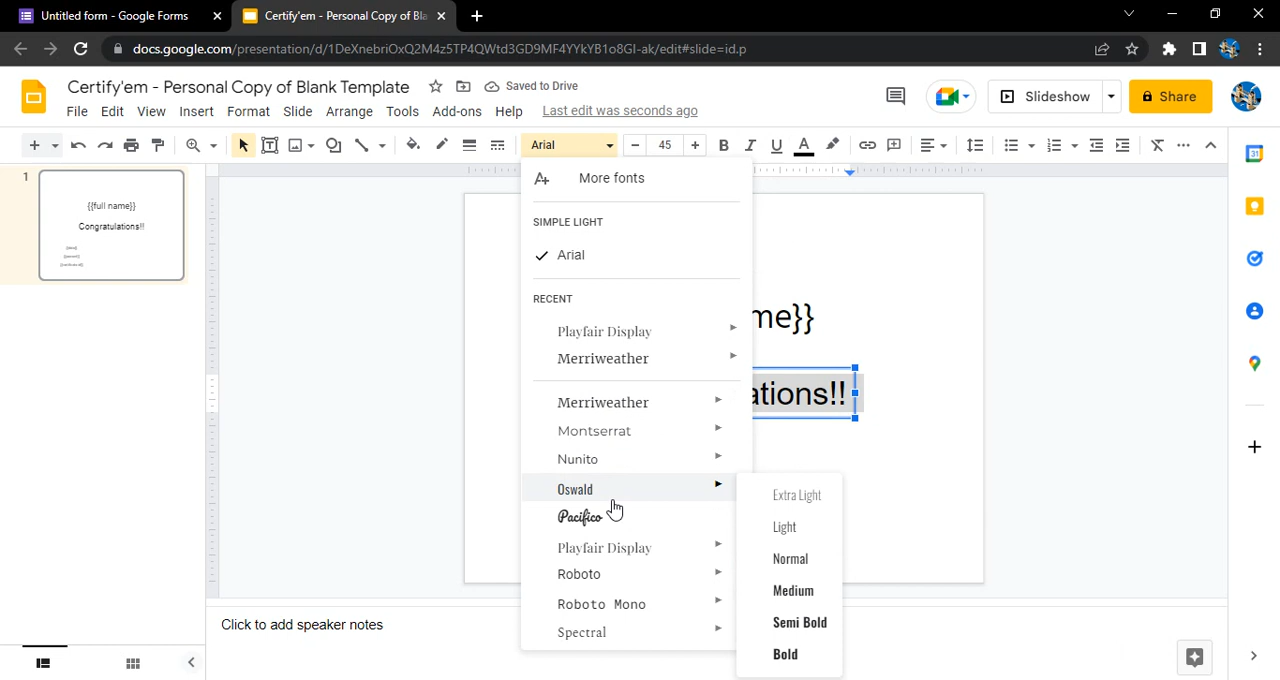 Untitled form - Google Forms
Certify'em - Personal Copy of Bla
docs.google.com/presentation/d/1DeXnebriOxQ2M4z5TP4QWtd3GD9MF4YYkYB1o8GI-ak/edit#slide=id.p
Certify'em - Personal Copy of Blank Template
Saved to Drive
File Edit View Insert Format Slide Arrange Tools Add-ons Help Last edit was seconds ago
Slideshow
Share
Arial
45
1
{{full name}}
Congratulations!!
More fonts
SIMPLE LIGHT
Arial
RECENT
Playfair Display
Merriweather
Merriweather
Montserrat
Nunito
Oswald
Pacifico
Playfair Display
Roboto
Roboto Mono
Spectral
Extra Light
Light
Normal
Medium
Semi Bold
Bold
me}}
ations!!
Click to add speaker notes
31